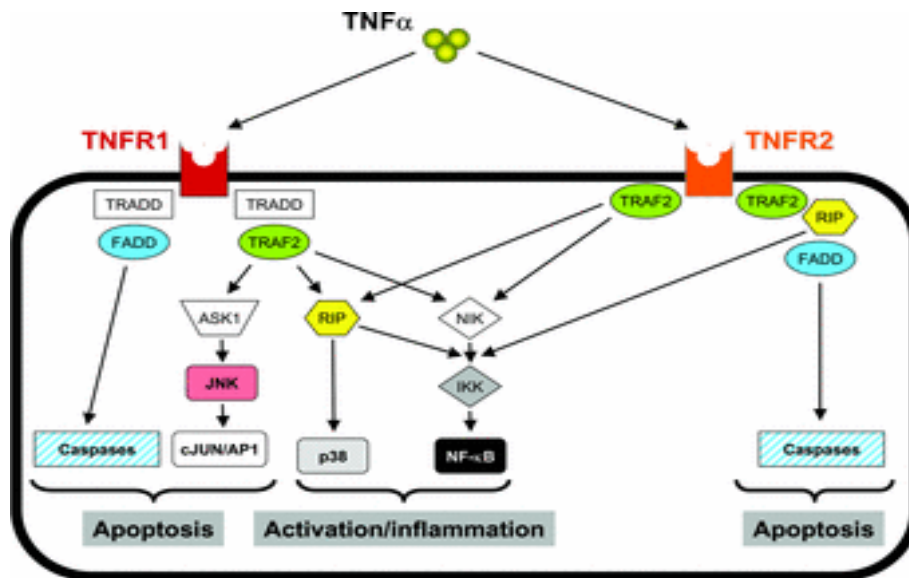 TNFα
TNFR1
TNFR2
TRADD
TRADD
TRAF2
TRAF2
RIP
FADD
TRAF2
FADD
ASK1
RIP
NIK
JNK
IKK
Caspases
cJUN/AP1
p38
NF-κB
Caspases
Apoptosis
Activation/inflammation
Apoptosis